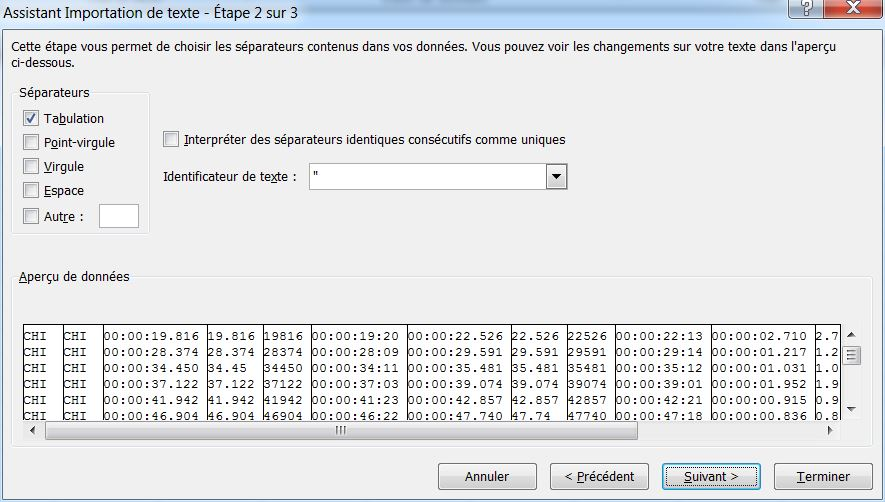 Assistant Importation de texte - Étape 2 sur 3
?
Cette étape vous permet de choisir les séparateurs contenus dans vos données. Vous pouvez voir les changements sur votre texte dans l'aperçu
ci-dessous.
Séparateurs
Tabulation
Point-virgule
Virgule
Espace
Autre :
Interpréter des séparateurs identiques consécutifs comme uniques
Identificateur de texte : "
Aperçu de données
CHI CHI 00:00:19.816 19.816 19816 00:00:19:20 00:00:22.526 22.526 22526 00:00:22:13 00:00:02.710 2.7
CHI CHI 00:00:28.374 28.374 28374 00:00:28:09 00:00:29.591 29.591 29591 00:00:29:14 00:00:01.217 1.2
CHI CHI 00:00:34.450 34.45 34450 00:00:34:11 00:00:35.481 35.481 35481 00:00:35:12 00:00:01.031 1.0
CHI CHI 00:00:37.122 37.122 37122 00:00:37:03 00:00:39.074 39.074 39074 00:00:39:01 00:00:01.952 1.9
CHI CHI 00:00:41.942 41.942 41942 00:00:41:23 00:00:42.857 42.857 42857 00:00:42:21 00:00:00.915 0.9
CHI CHI 00:00:46.904 46.904 46904 00:00:46:22 00:00:47.740 47.74 47740 00:00:47:18 00:00:00.836 0.8
Annuler
< Précédent
Suivant >
Terminer